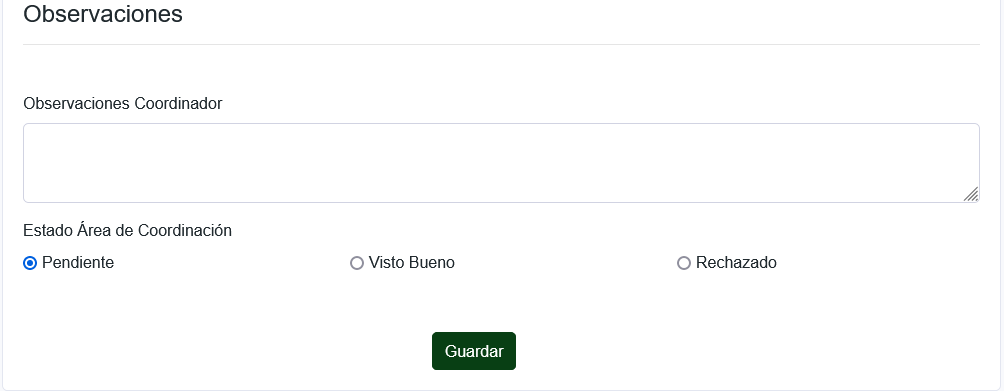 Observaciones
Observaciones Coordinador
Estado Área de Coordinación
Pendiente
Visto Bueno
Rechazado
Guardar